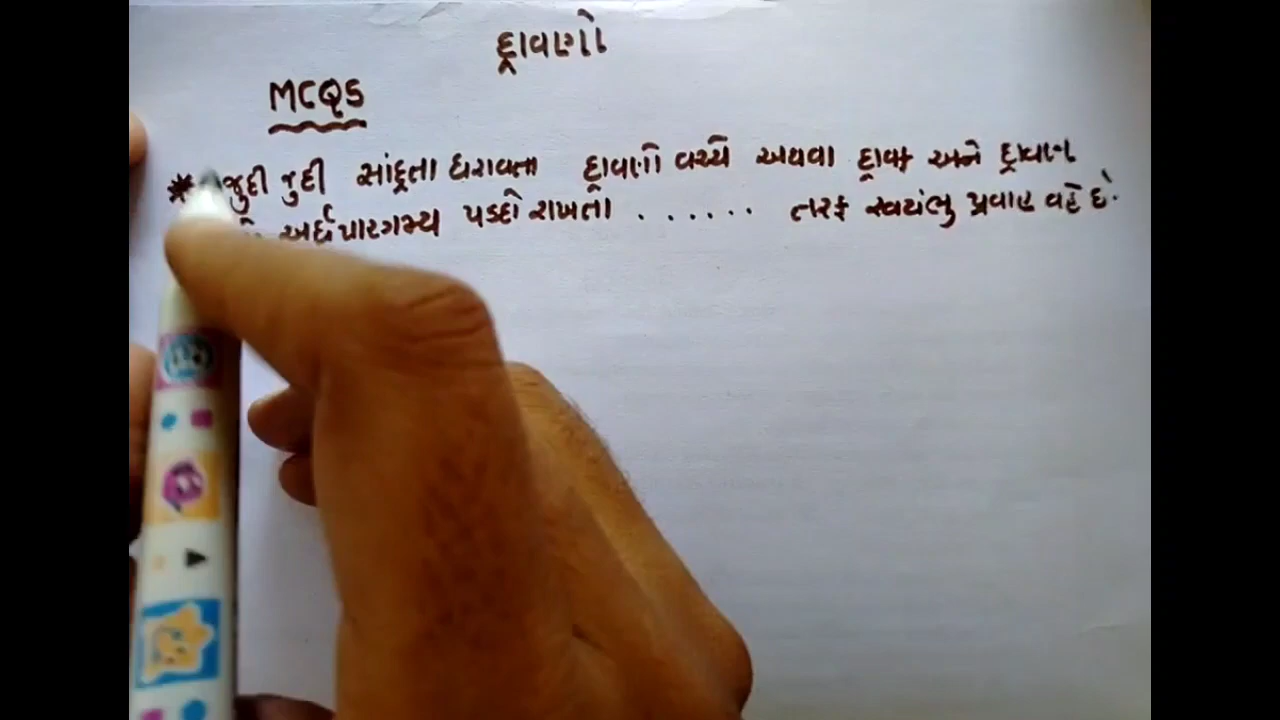 દ્રાવણો
MCQS
* જુદી જુદી સાંદ્રતા ધરાવતા દ્રાવણો વચ્ચે અથવા દ્રાવક અને દ્રાવણ
અર્ધપારગમ્ય પડદો રાખતા ...... તરફ સ્વયંભુ પ્રવાહ વહે છે.